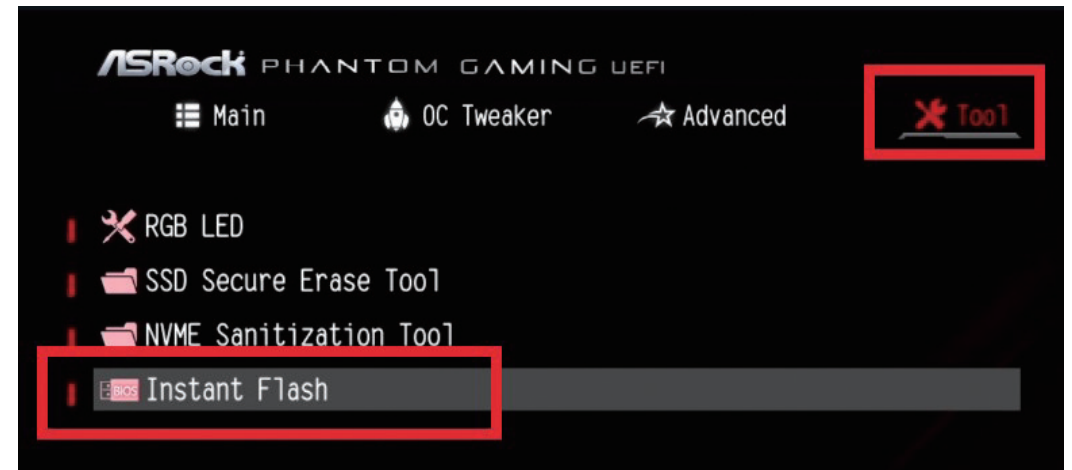 ASRock PHANTOM GAMING UEFI
Main OC Tweaker Advanced Tool
RGB LED
SSD Secure Erase Tool
NVME Sanitization Tool
BIOS Instant Flash